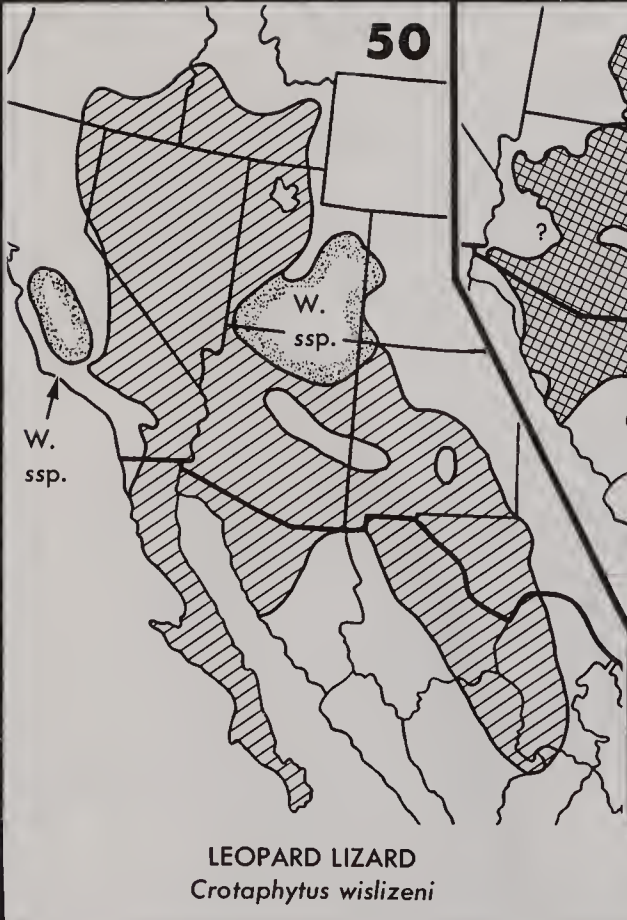 50
?
W.
ssp.
W.
ssp.
LEOPARD LIZARD
Crotaphytus wislizeni